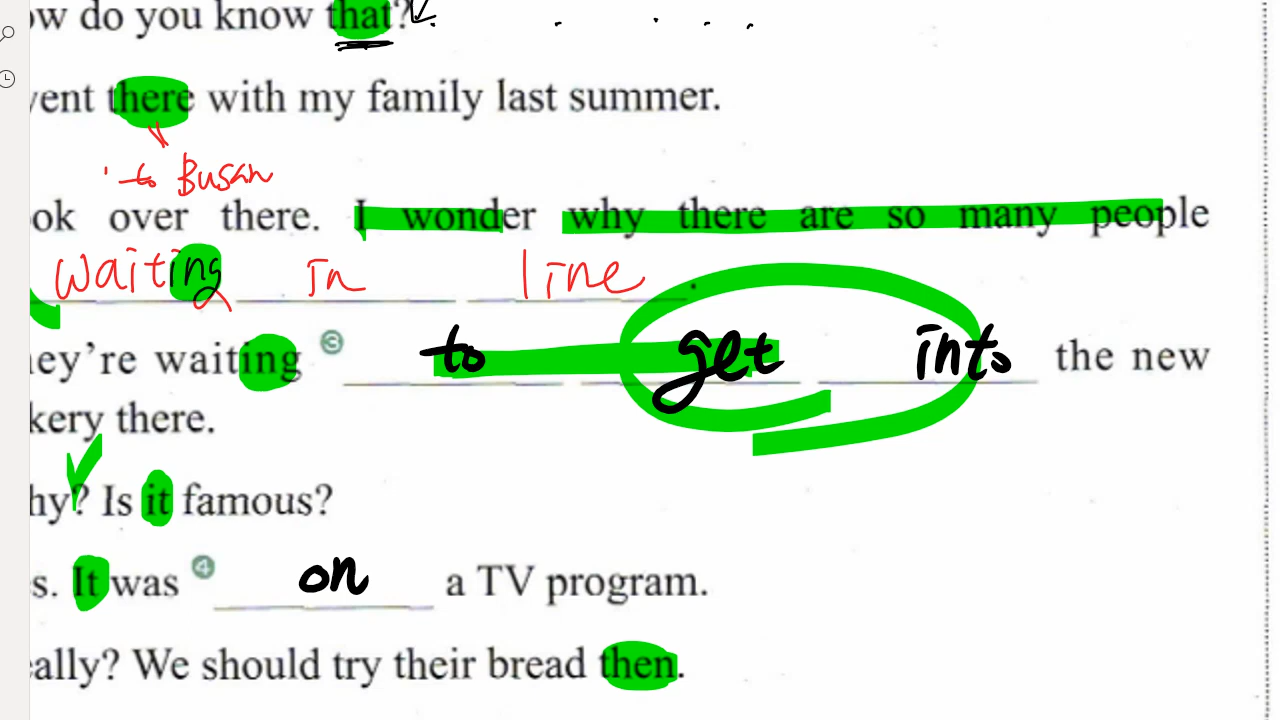 ow do you know that?
vent there with my family last summer.
to Busan
ok over there. I wonder why there are so many people
waiting in line.
ey're waiting ③ to get into the new
kery there.
hy? Is it famous?
s. It was ④ on a TV program.
eally? We should try their bread then.